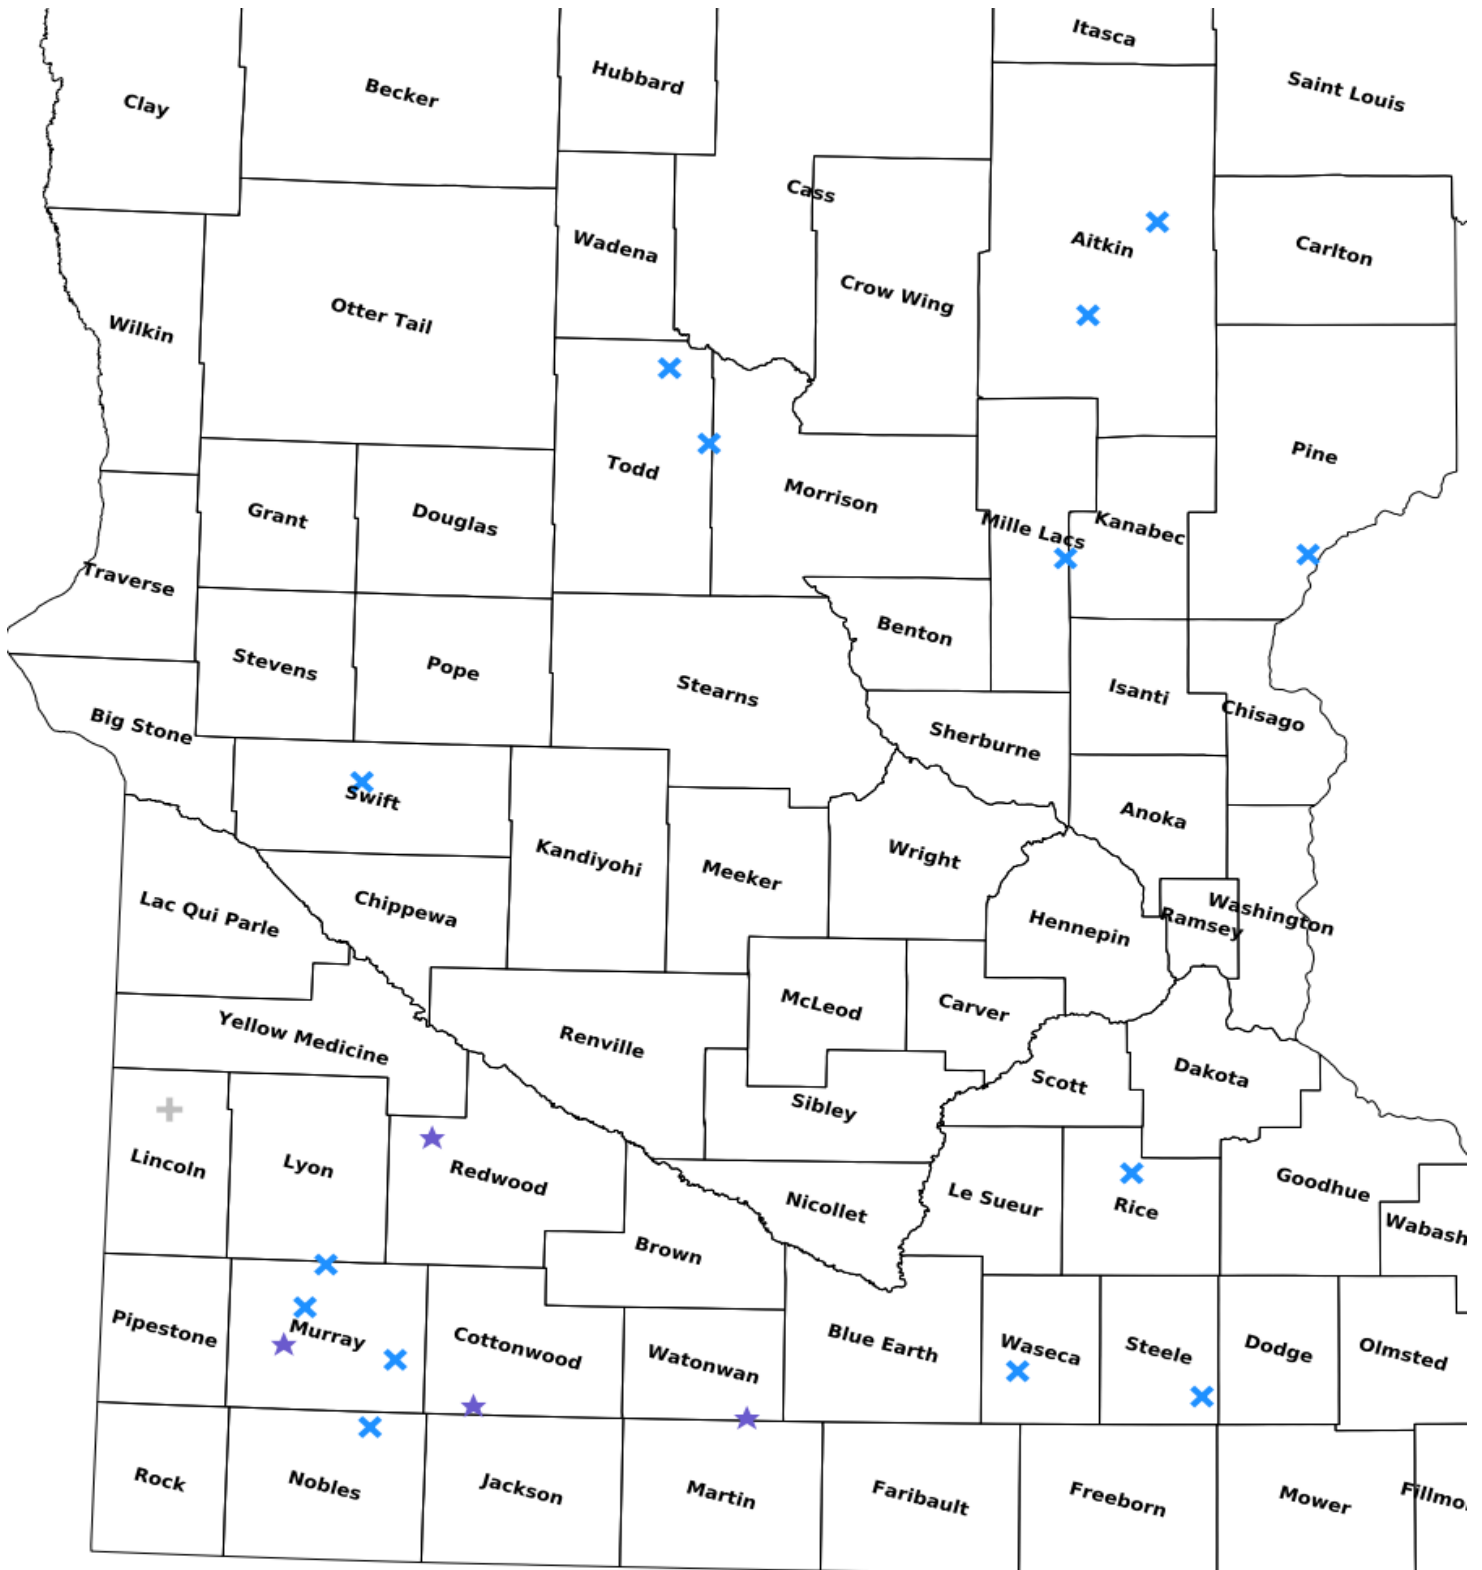 Itasca
Hubbard
Saint Louis
Clay
Becker
Cass
Wadena
Aitkin
Carlton
Crow Wing
Otter Tail
Wilkin
Pine
Todd
Morrison
Grant
Douglas
Mille Lacs
Kanabec
Traverse
Benton
Stevens
Pope
Stearns
Isanti
Chisago
Big Stone
Sherburne
Swift
Anoka
Kandiyohi
Wright
Meeker
Lac Qui Parle
Chippewa
Hennepin
Ramsey
Washington
McLeod
Carver
Yellow Medicine
Renville
Scott
Dakota
Sibley
Lincoln
Lyon
Redwood
Nicollet
Le Sueur
Rice
Goodhue
Wabash
Brown
Pipestone
Murray
Cottonwood
Watonwan
Blue Earth
Waseca
Steele
Dodge
Olmsted
Rock
Nobles
Jackson
Martin
Faribault
Freeborn
Mower
Fillmo